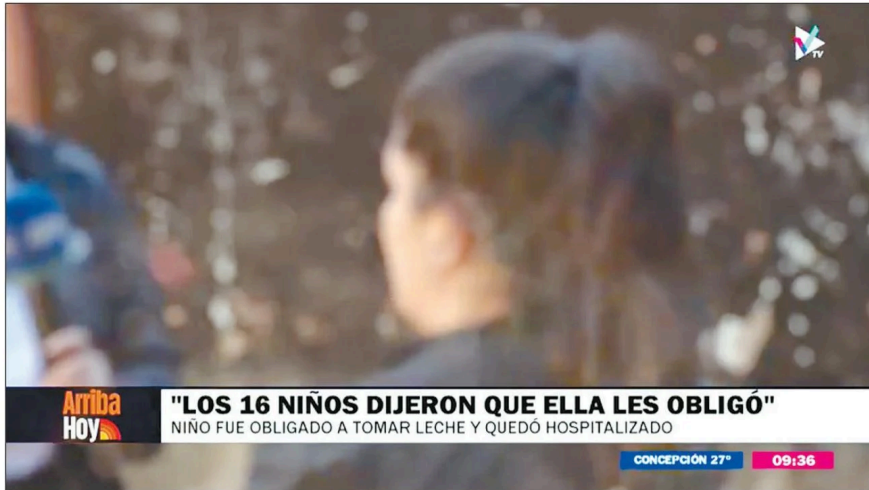 TV
"LOS 16 NIÑOS DIJERON QUE ELLA LES OBLIGÓ"
Arriba
Hoy
NIÑO FUE OBLIGADO A TOMAR LECHE Y QUEDÓ HOSPITALIZADO
CONCEPCIÓN 27° 09:36